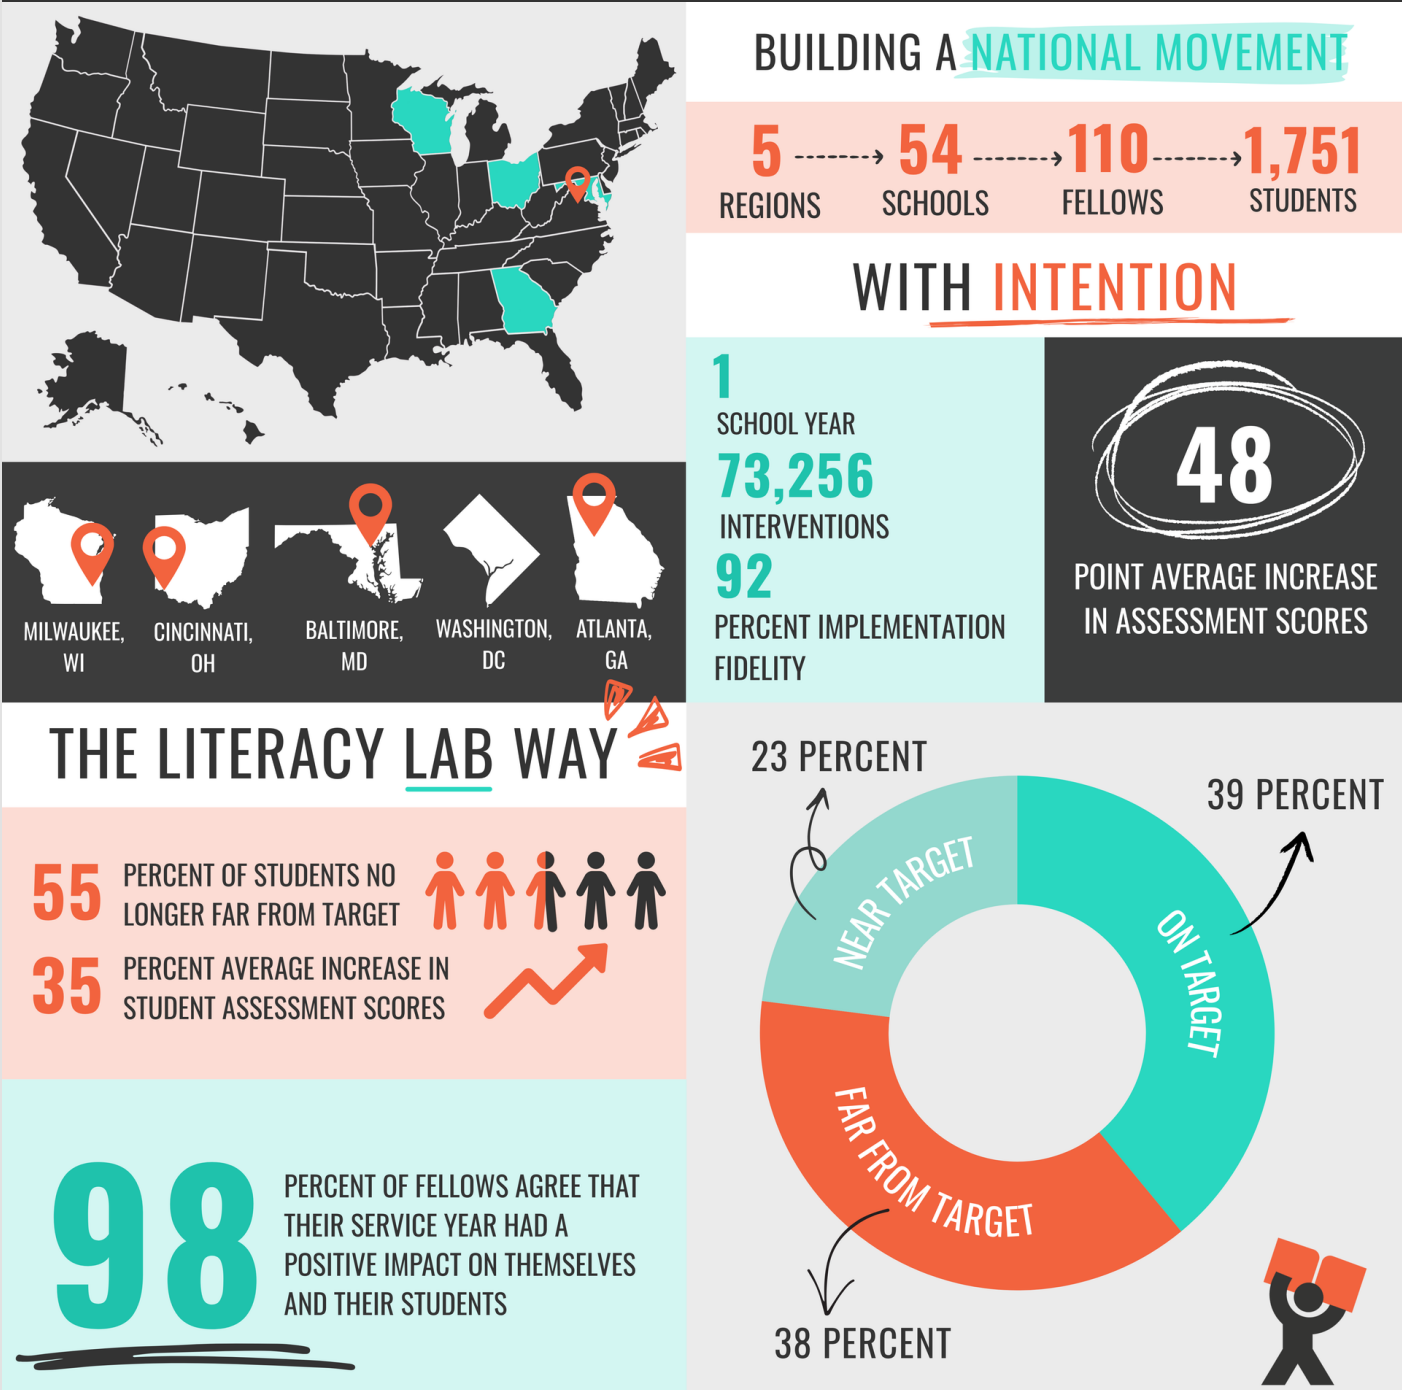 BUILDING A NATIONAL MOVEMENT
5
REGIONS
54
SCHOOLS
110
FELLOWS
1,751
STUDENTS
WITH INTENTION
1
SCHOOL YEAR
73,256
INTERVENTIONS
92
PERCENT IMPLEMENTATION
FIDELITY
48
POINT AVERAGE INCREASE
IN ASSESSMENT SCORES
MILWAUKEE,
WI
CINCINNATI,
OH
BALTIMORE,
MD
WASHINGTON,
DC
ATLANTA,
GA
THE LITERACY LAB WAY
55
PERCENT OF STUDENTS NO
LONGER FAR FROM TARGET
35
PERCENT AVERAGE INCREASE IN
STUDENT ASSESSMENT SCORES
98
PERCENT OF FELLOWS AGREE THAT
THEIR SERVICE YEAR HAD A
POSITIVE IMPACT ON THEMSELVES
AND THEIR STUDENTS
23 PERCENT
39 PERCENT
NEAR TARGET
ON TARGET
FAR FROM TARGET
38 PERCENT